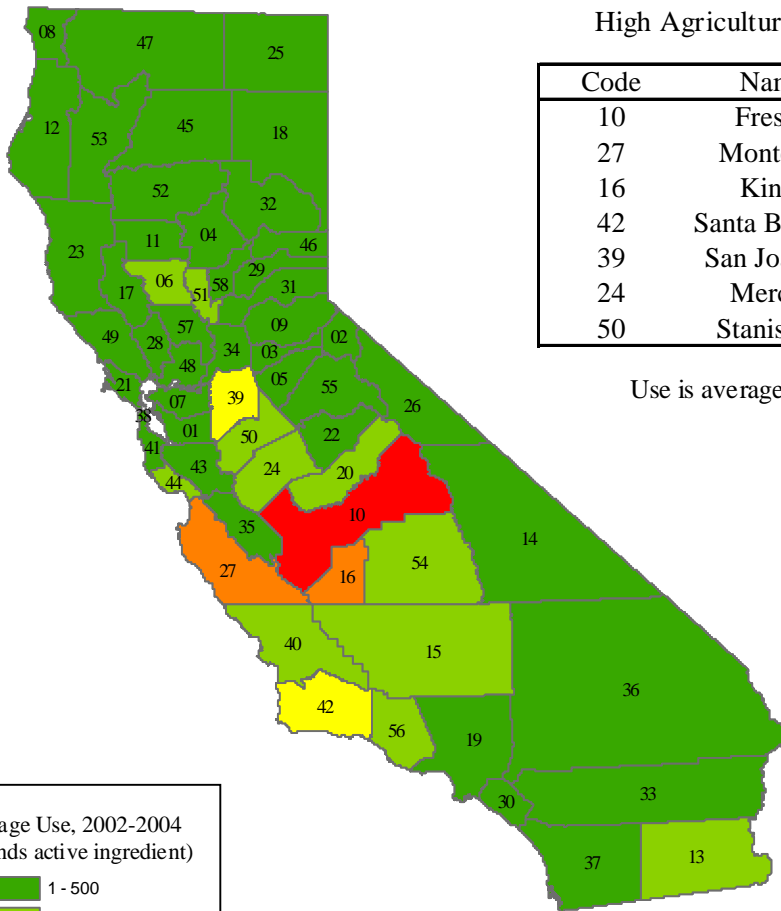 High Agricultur
Code Nar
10 Fres
27 Mont
16 Kin
42 Santa B
39 San Jo
24 Merc
50 Stanis
Use is average
08 47 25
12 53 45 18
52 32
23 11 04 46
06 51 58 29 31
17
49 28 57 09 02
48 34 03
21 07 39 05 55 26
38 01 50 22
41 43 24 20
44
35 10 14
27 16 54
40 15
36
42 56 19
30 33
37 13
age Use, 2002-2004
nds active ingredient)
1 - 500